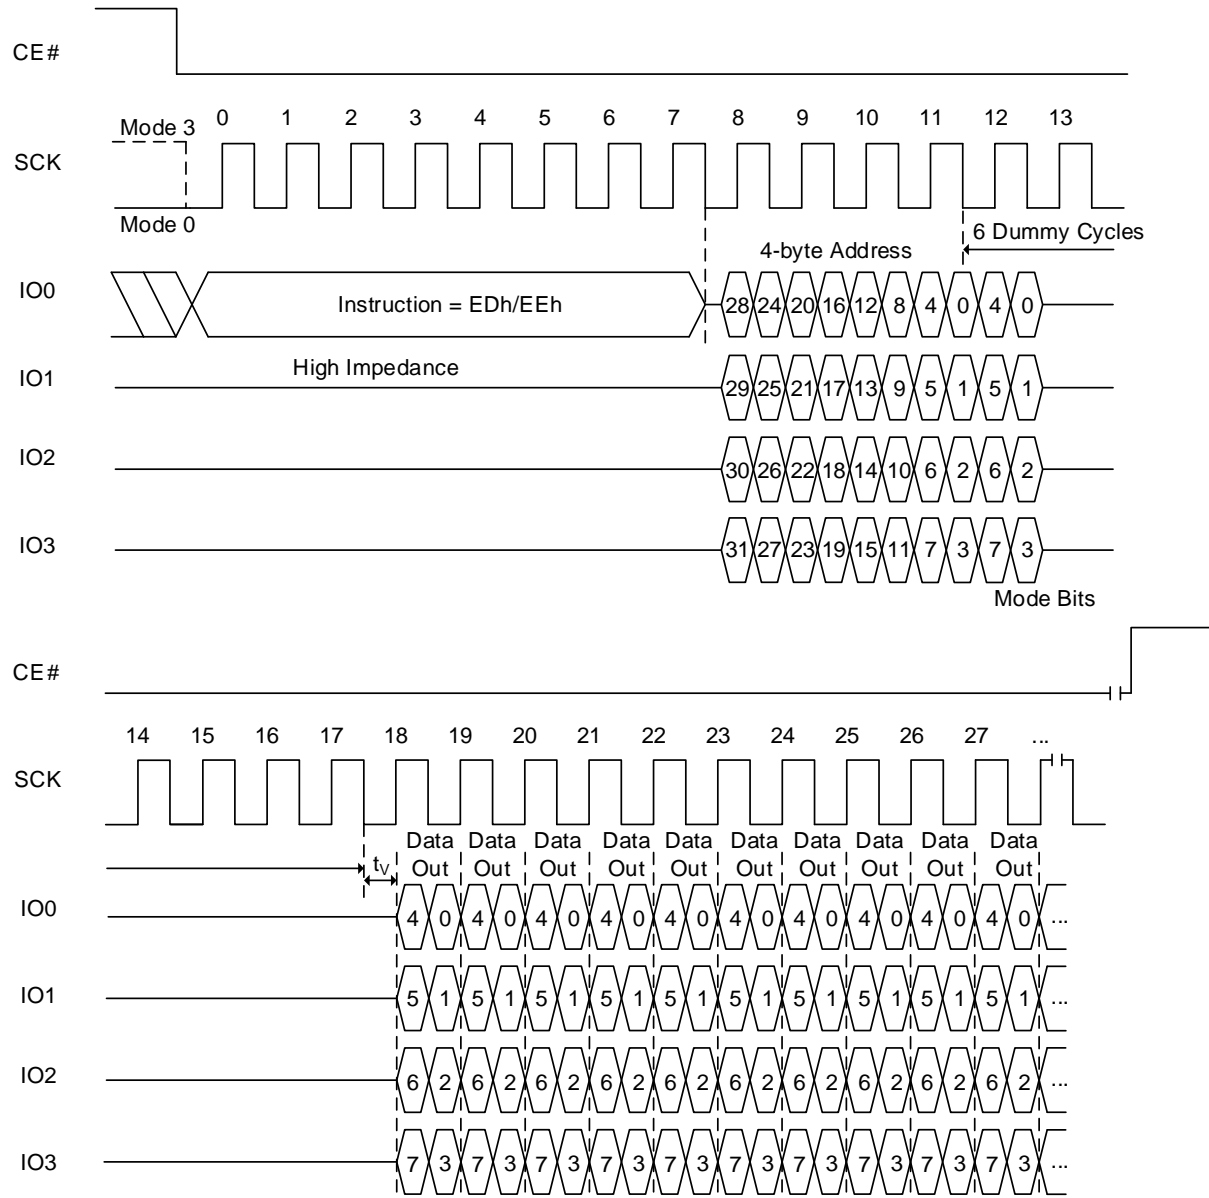 CE#
Mode 3 0 1 2 3 4 5 6 7 8 9 10 11 12 13
SCK
Mode 0
6 Dummy Cycles
4-byte Address
IO0 Instruction = EDh/EEh 28 24 20 16 12 8 4 0 4 0
High Impedance
IO1 29 25 21 17 13 9 5 1 5 1
IO2 30 26 22 18 14 10 6 2 6 2
IO3 31 27 23 19 15 11 7 3 7 3
Mode Bits
CE#
14 15 16 17 18 19 20 21 22 23 24 25 26 27 ...
SCK
Data Data Data Data Data Data Data Data Data Data
tV Out Out Out Out Out Out Out Out Out Out
IO0 4 0 4 0 4 0 4 0 4 0 4 0 4 0 4 0 4 0 4 0 ...
IO1 5 1 5 1 5 1 5 1 5 1 5 1 5 1 5 1 5 1 5 1 ...
IO2 6 2 6 2 6 2 6 2 6 2 6 2 6 2 6 2 6 2 6 2 ...
IO3 7 3 7 3 7 3 7 3 7 3 7 3 7 3 7 3 7 3 7 3 ...